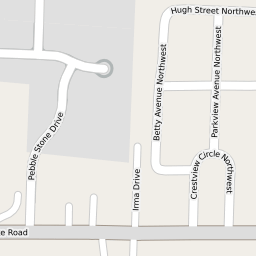 Hugh Street Northwest
Betty Avenue Northwest
Parkview Avenue Northwest
Pebble Stone Drive
Irma Drive
Crestview Circle Northwest
Road